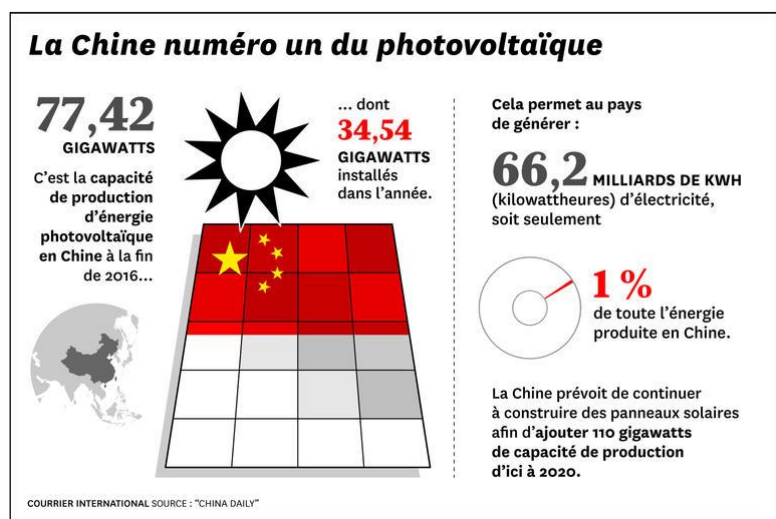 La Chine numéro un du photovoltaïque
77,42
GIGAWATTS
C'est la capacité
de production
d'énergie
photovoltaïque
en Chine à la fin
de 2016...
... dont
34,54
GIGAWATTS
installés
dans l'année.
Cela permet au pays
de générer :
66,2 MILLIARDS DE KWH
(kilowattheures) d'électricité,
soit seulement
1 %
de toute l'énergie
produite en Chine.
La Chine prévoit de continuer
à construire des panneaux solaires
afin d'ajouter 110 gigawatts
de capacité de production
d'ici à 2020.
COURRIER INTERNATIONAL SOURCE : "CHINA DAILY"